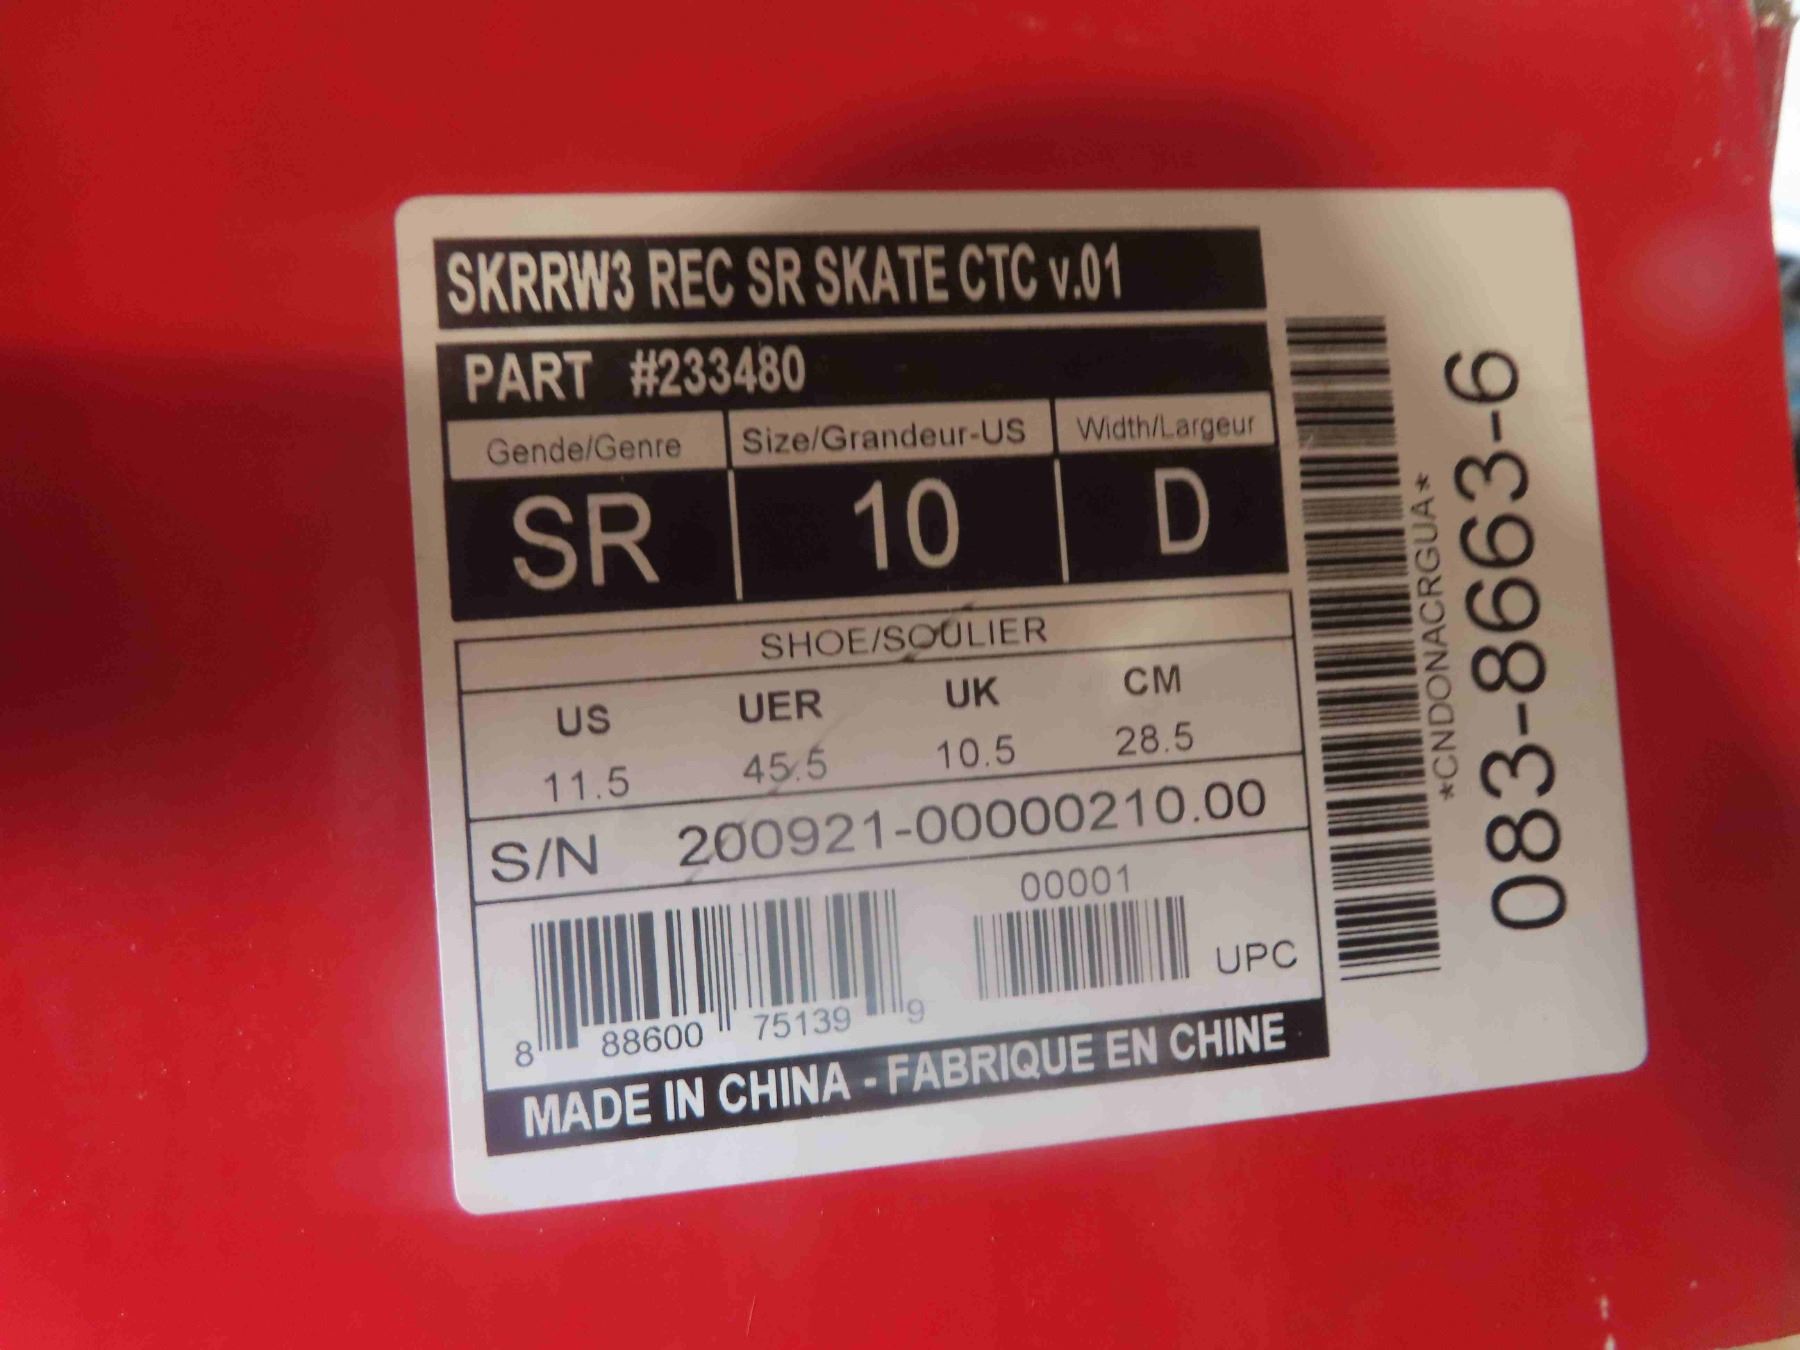 SKRRW3 REC SR SKATE CTC v.01
PART #233480
Gende/Genre Size/Grandeur-US Width/Largeur
SR 10 D
SHOE/SOULIER
US UER UK CM
11.5 45.5 10.5 28.5
S/N 200921-00000210.00
00001
8 88600 75139 9
UPC
MADE IN CHINA - FABRIQUE EN CHINE
*CNDONACRGUA*
083-8663-6